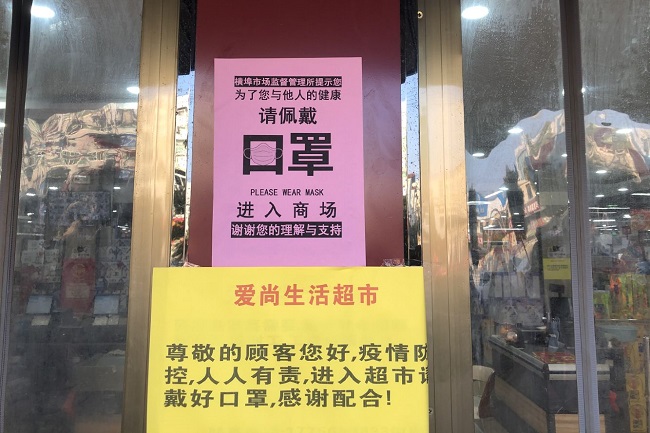 横埠市场监督管理所提示您
为了您与他人的健康
请佩戴
口罩
PLEASE WEAR MASK
进入商场
谢谢您的理解与支持
爱尚生活超市
尊敬的顾客您好,疫情防
控,人人有责,进入超市请
戴好口罩,感谢配合!